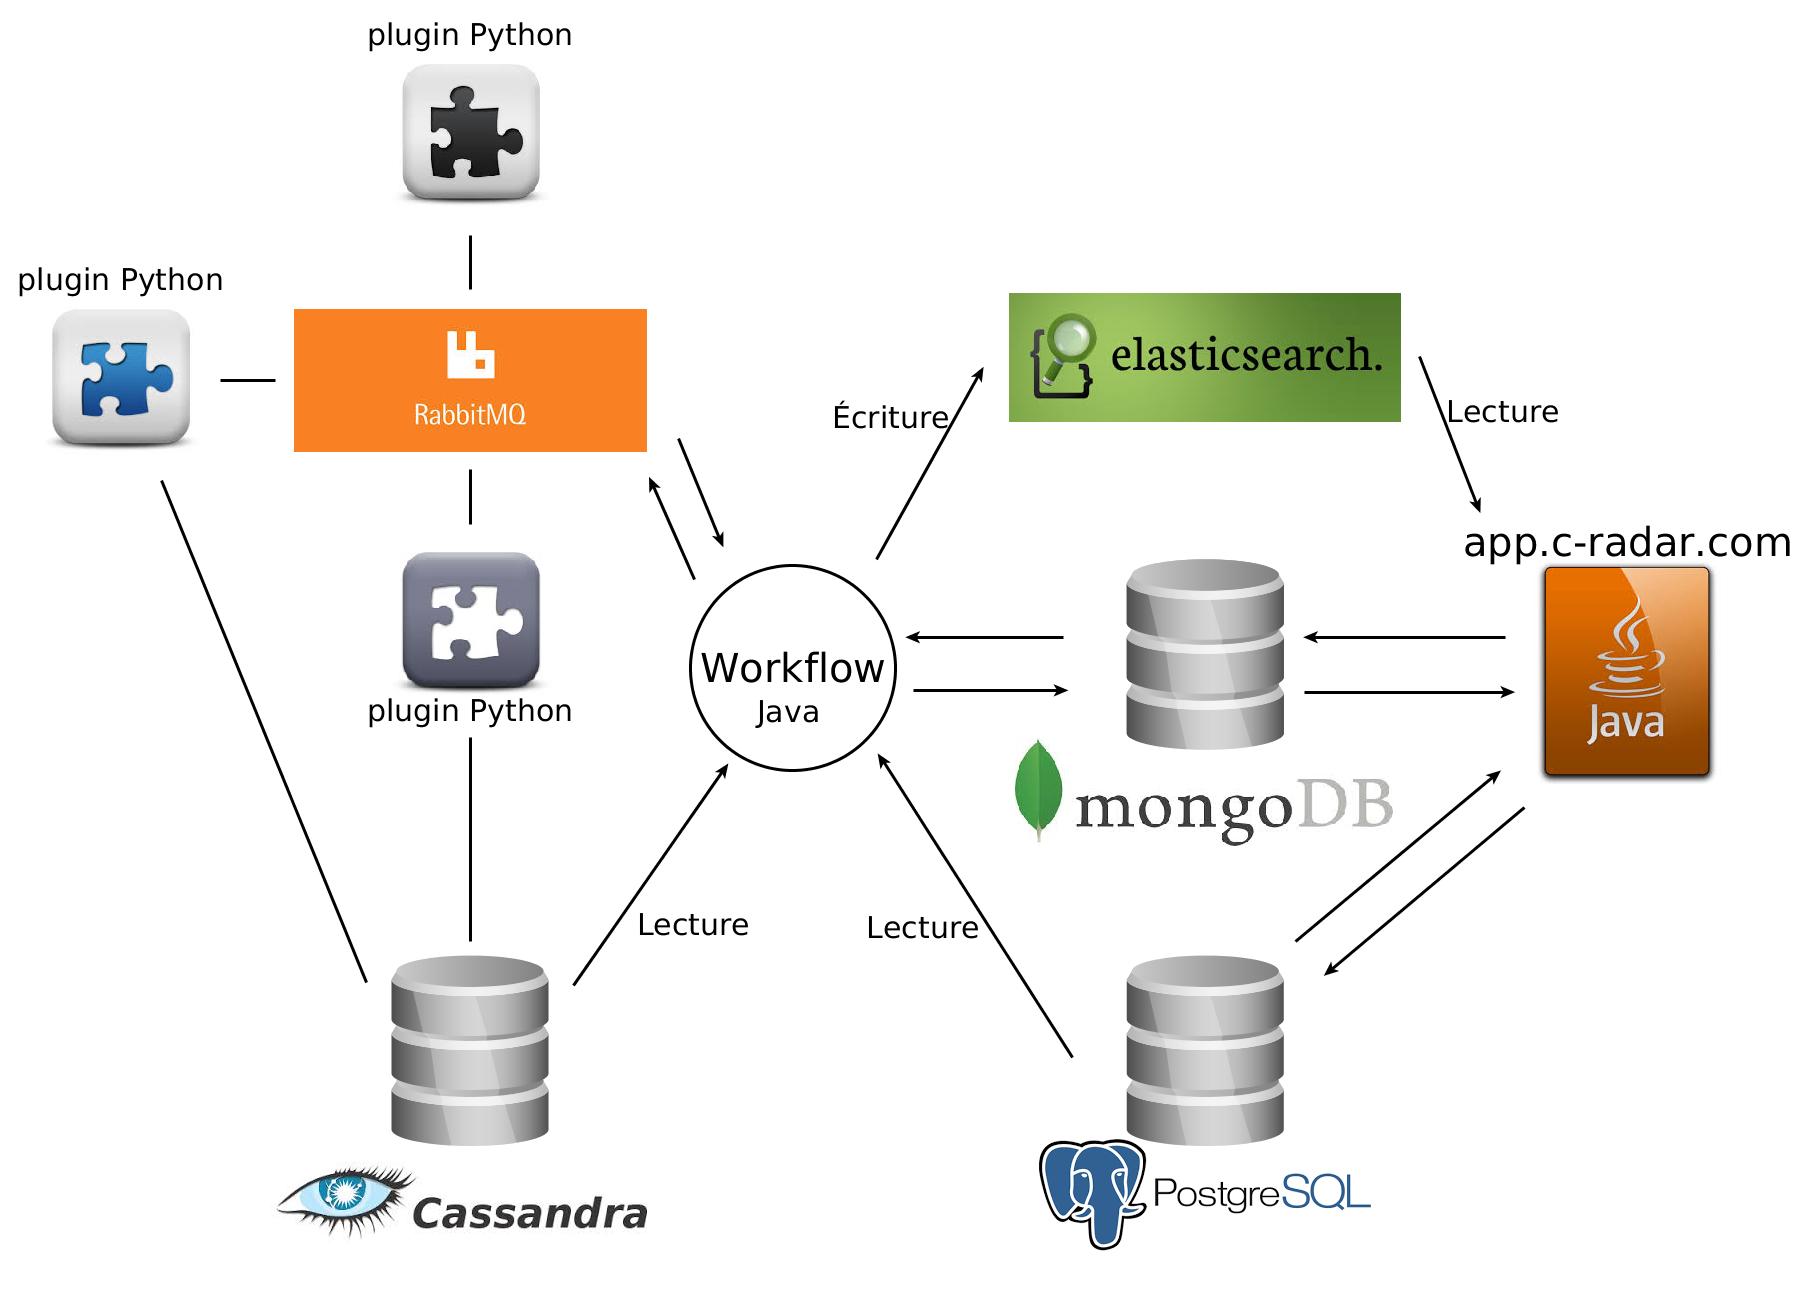 plugin Python
plugin Python
RabbitMQ
elasticsearch.
Écriture
Lecture
app.c-radar.com
plugin Python
Workflow
Java
Java
mongoDB
Lecture
Lecture
Cassandra
PostgreSQL